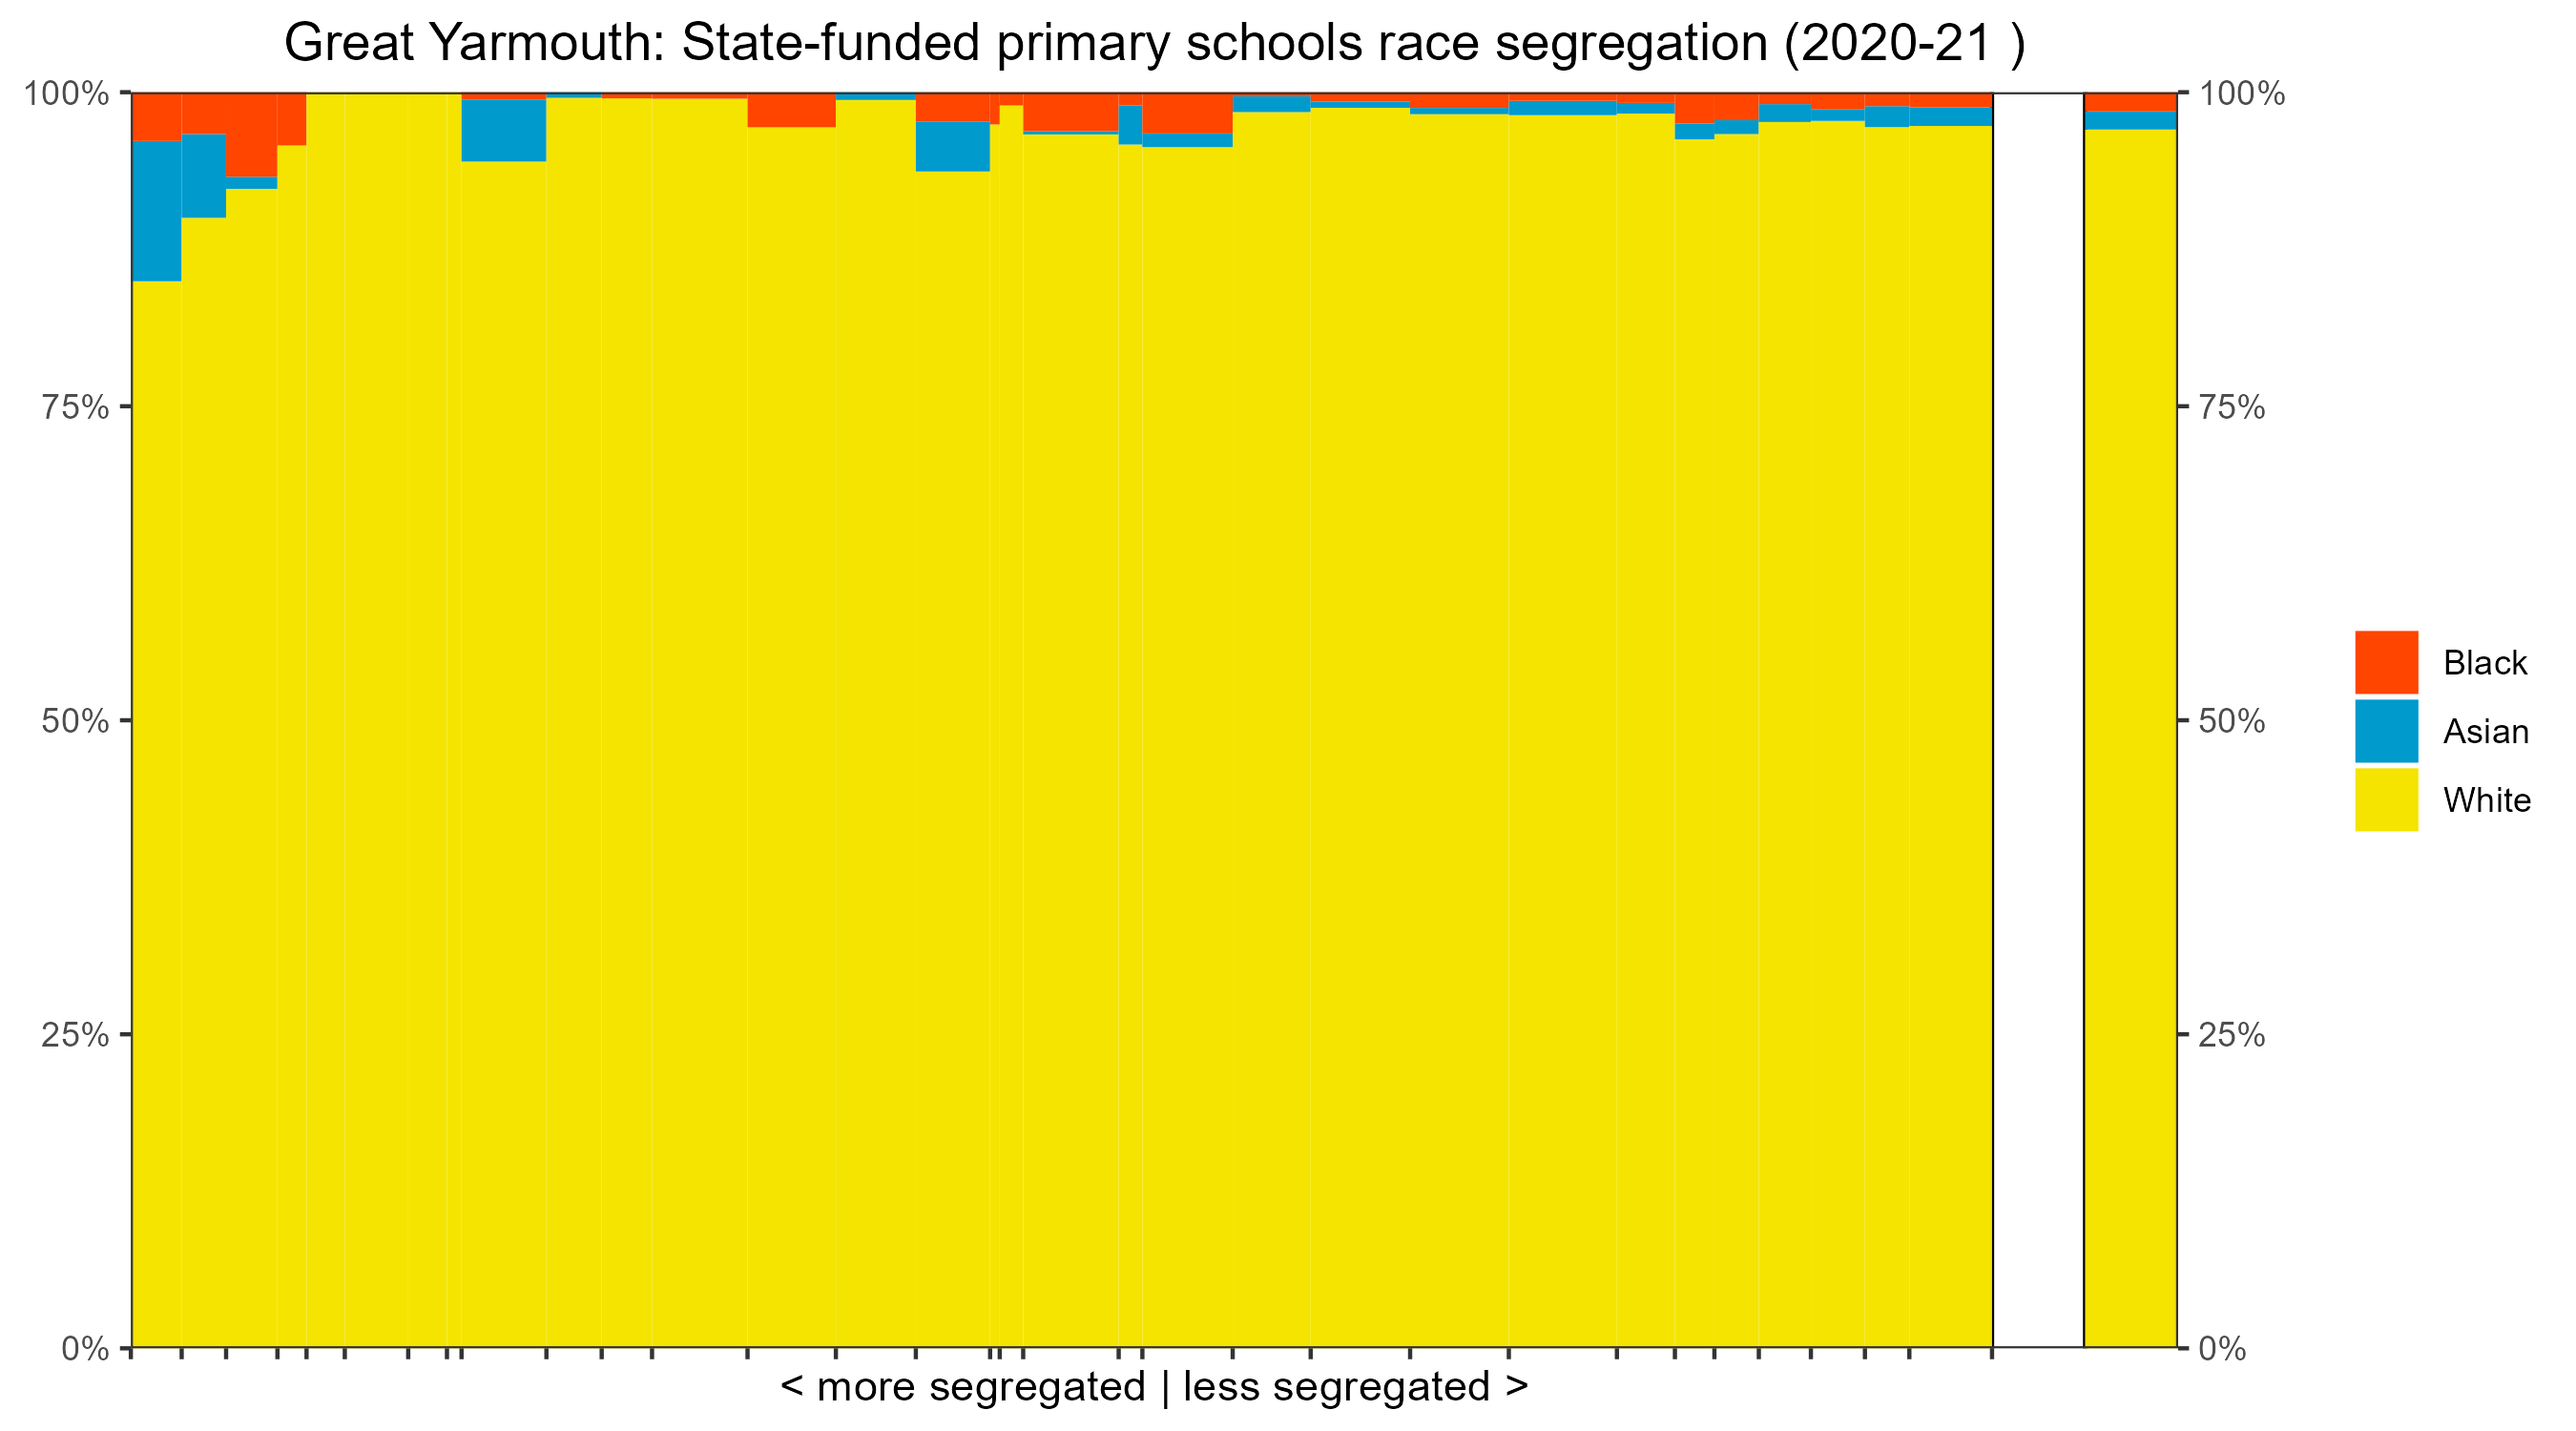 Great Yarmouth: State-funded primary schools race segregation (2020-21 )
100%
75%
50%
25%
0%
100%
75%
50%
25%
0%
Black
Asian
White
< more segregated | less segregated >